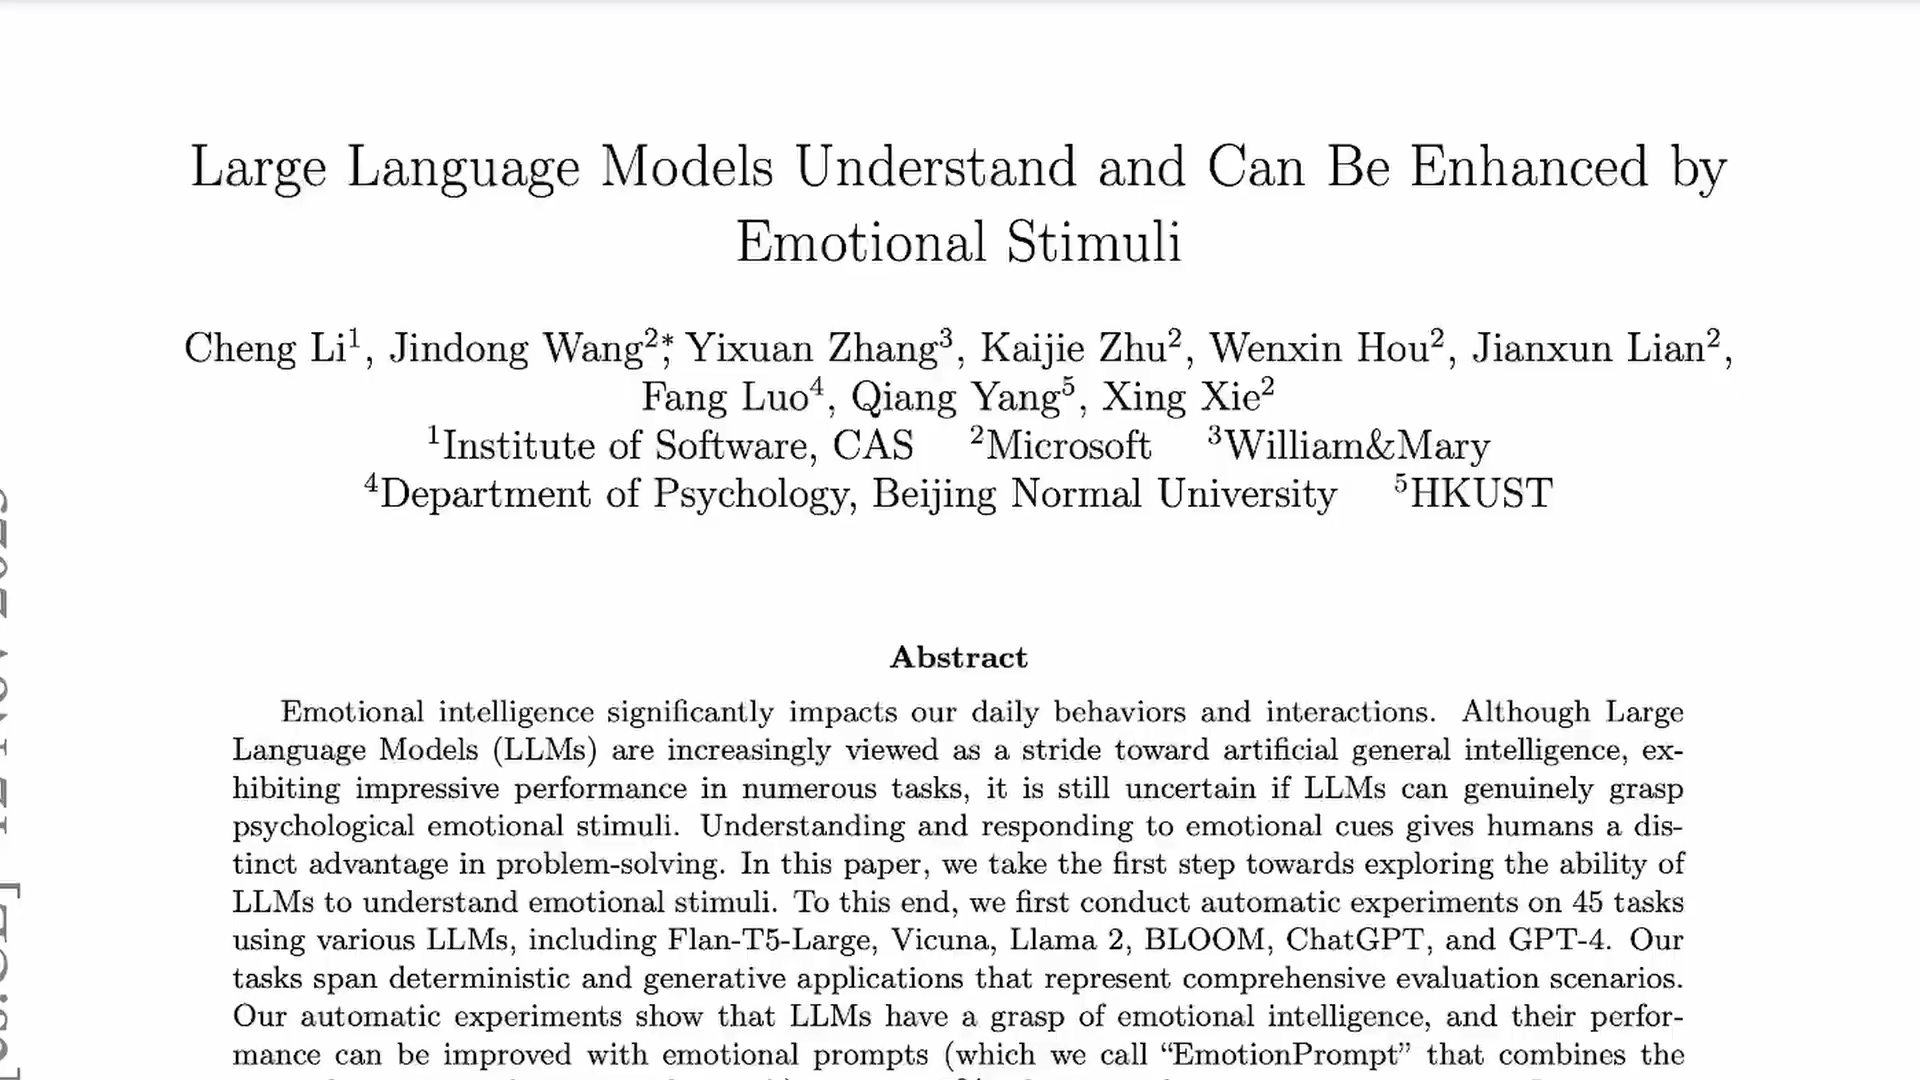 Large Language Models Understand and Can Be Enhanced by
Emotional Stimuli
Cheng Li1, Jindong Wang2*, Yixuan Zhang3, Kaijie Zhu2, Wenxin Hou2, Jianxun Lian2,
Fang Luo4, Qiang Yang5, Xing Xie2
1Institute of Software, CAS 2Microsoft 3William&Mary
4Department of Psychology, Beijing Normal University 5HKUST
Abstract
Emotional intelligence significantly impacts our daily behaviors and interactions. Although Large
Language Models (LLMs) are increasingly viewed as a stride toward artificial general intelligence, ex-
hibiting impressive performance in numerous tasks, it is still uncertain if LLMs can genuinely grasp
psychological emotional stimuli. Understanding and responding to emotional cues gives humans a dis-
tinct advantage in problem-solving. In this paper, we take the first step towards exploring the ability of
LLMs to understand emotional stimuli. To this end, we first conduct automatic experiments on 45 tasks
using various LLMs, including Flan-T5-Large, Vicuna, Llama 2, BLOOM, ChatGPT, and GPT-4. Our
tasks span deterministic and generative applications that represent comprehensive evaluation scenarios.
Our automatic experiments show that LLMs have a grasp of emotional intelligence, and their perfor-
mance can be improved with emotional prompts (which we call “EmotionPrompt” that combines the